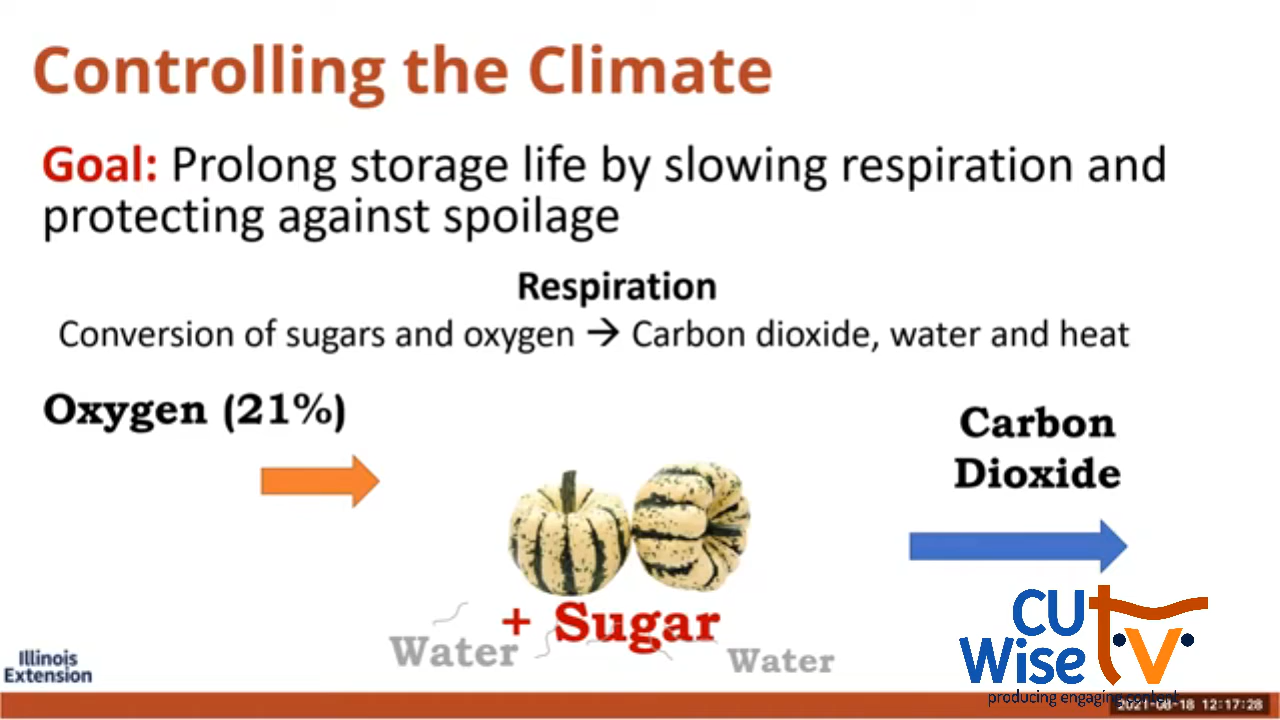 Controlling the Climate
Goal: Prolong storage life by slowing respiration and
protecting against spoilage
Respiration
Conversion of sugars and oxygen → Carbon dioxide, water and heat
Oxygen (21%)
Carbon
Dioxide
+ Sugar
Water
Water
Illinois
Extension
CU
Wise tv
producing engaging content
2021-08-18 12:17:28